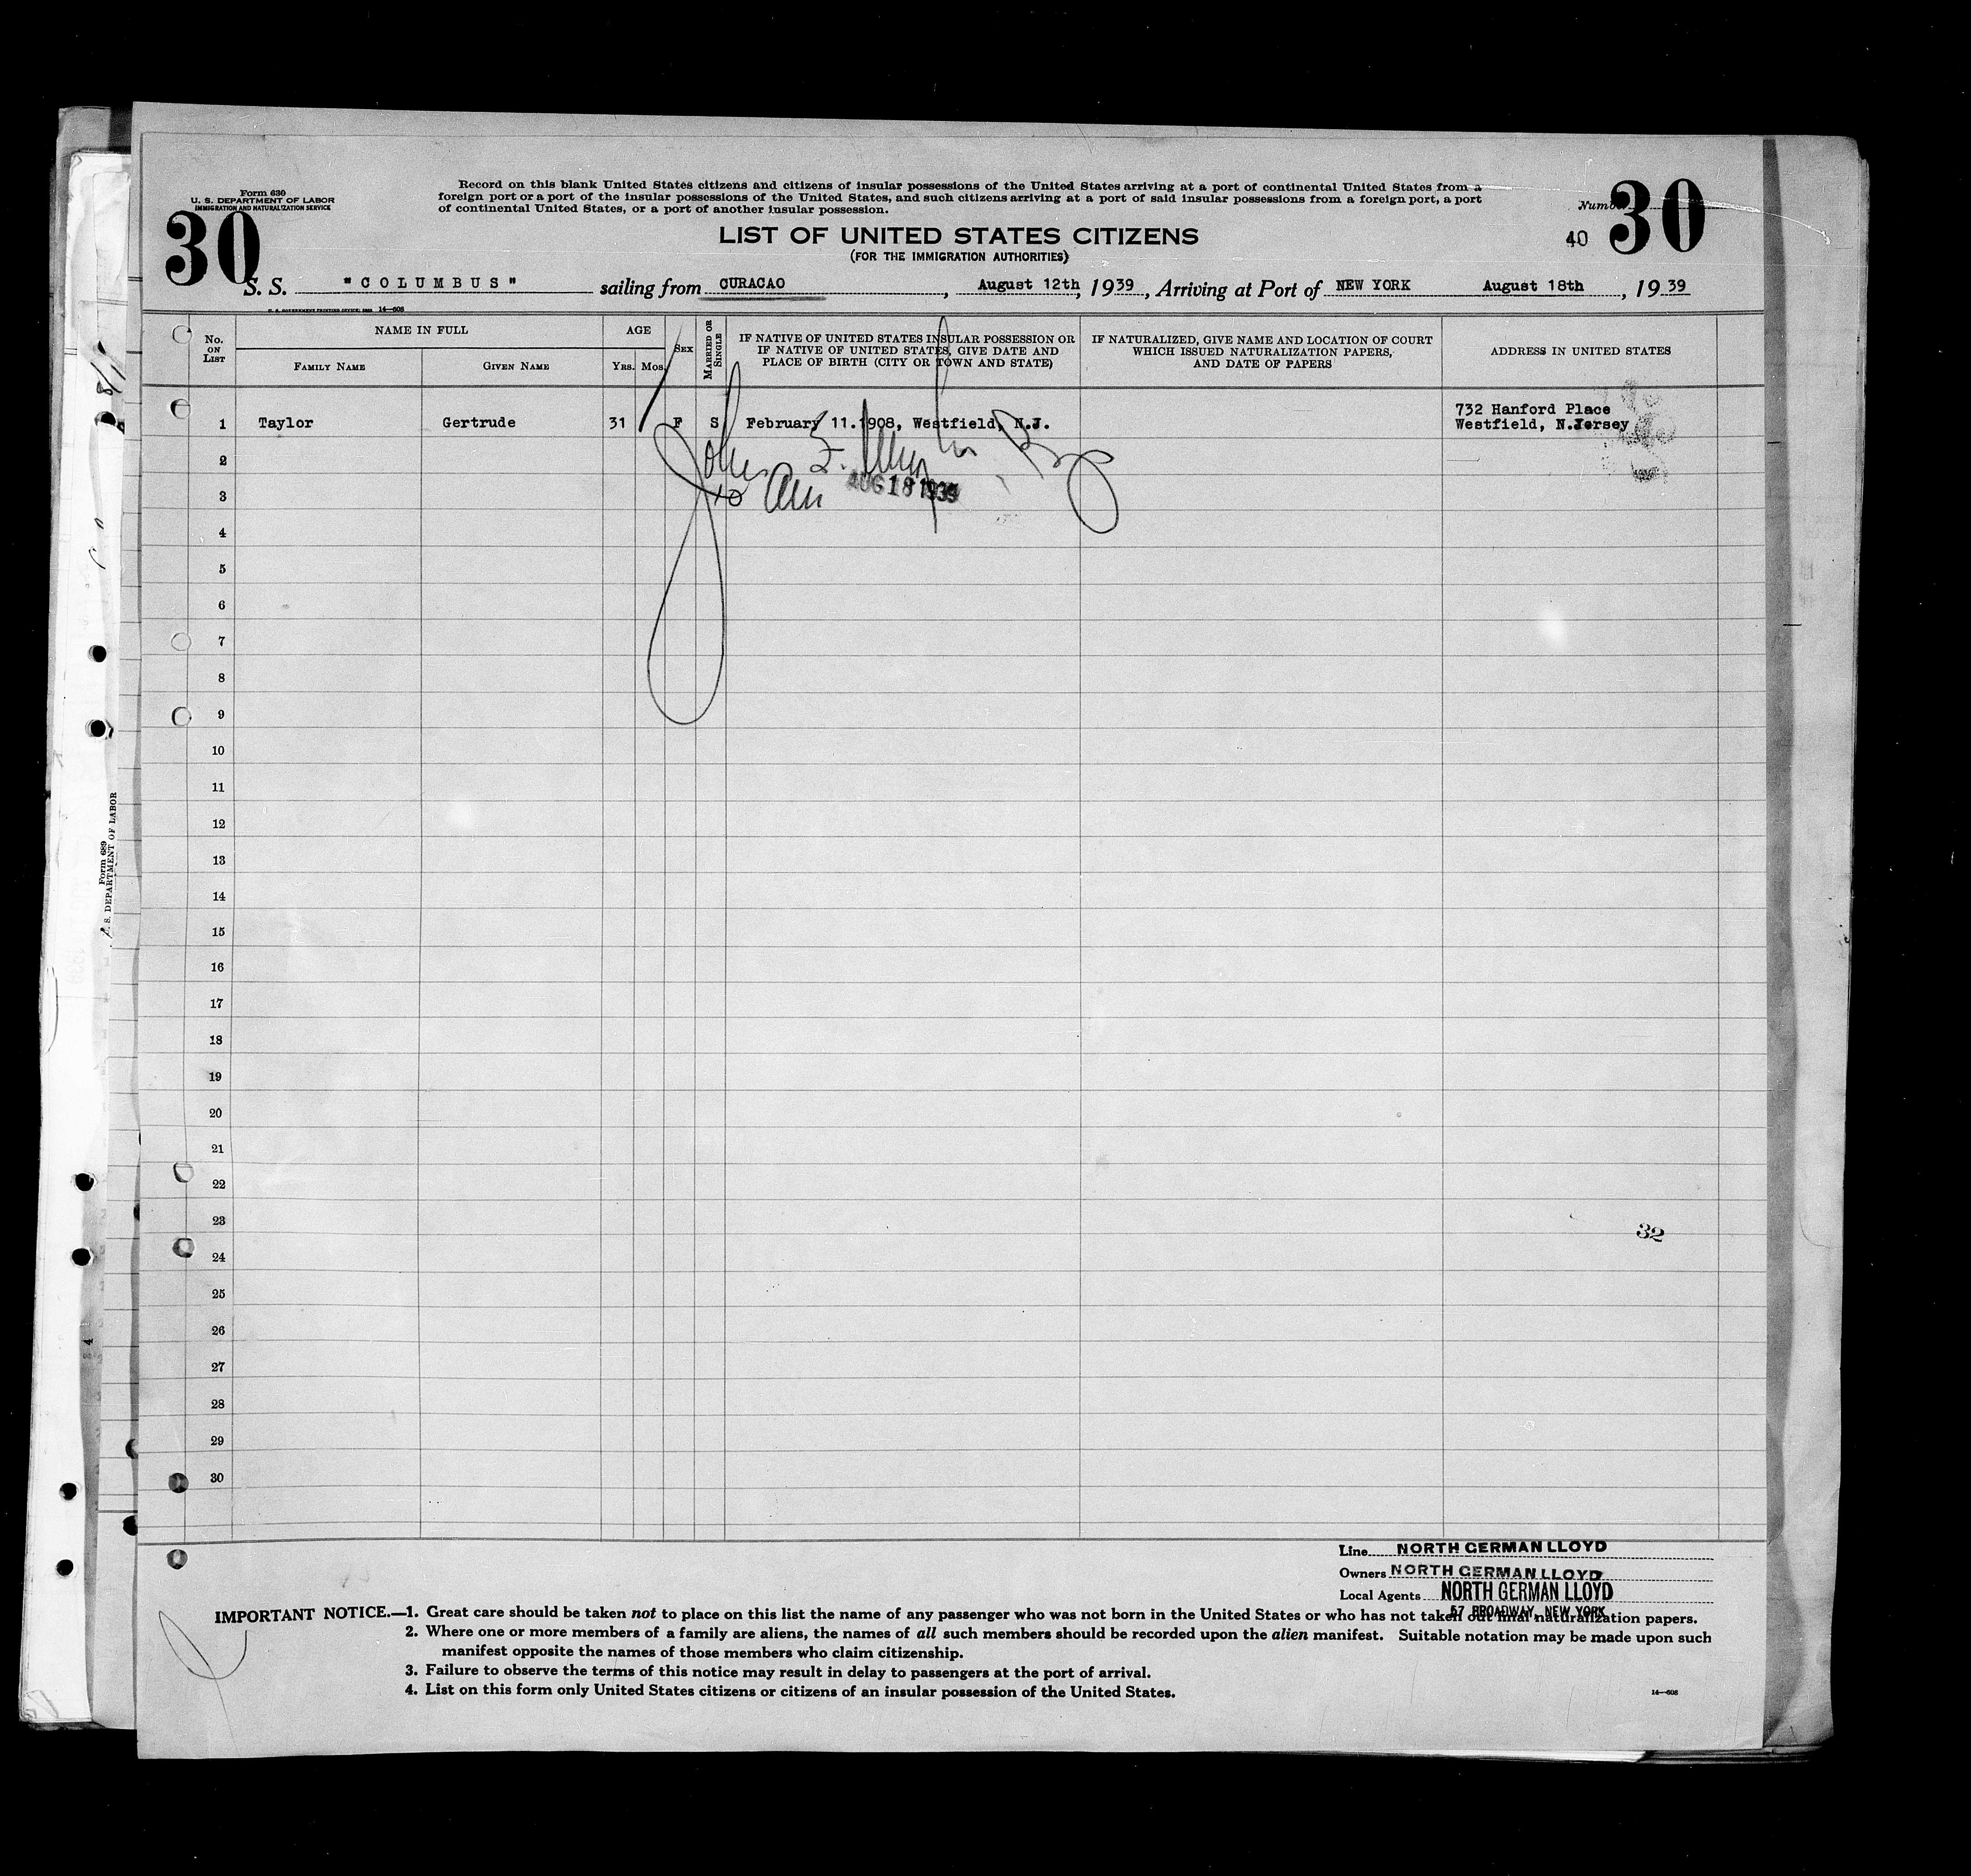 Form 630
U. S. DEPARTMENT OF LABOR
IMMIGRATION AND NATURALIZATION SERVICE
30
Record on this blank United States citizens and citizens of insular possessions of the United States arriving at a port of continental United States from a
foreign port or a port of the insular possessions of the United States, and such citizens arriving at a port of said insular possessions from a foreign port, a port
of continental United States, or a port of another insular possession.
Number
40 30
LIST OF UNITED STATES CITIZENS
(FOR THE IMMIGRATION AUTHORITIES)
S. S. "COLUMBUS" sailing from CURACAO, August 12th, 1939, Arriving at Port of NEW YORK August 18th, 1939
14—608
No. ON LIST
NAME IN FULL
FAMILY NAME
GIVEN NAME
AGE
YRS. MOS.
SEX
MARRIED OR SINGLE
IF NATIVE OF UNITED STATES INSULAR POSSESSION OR
IF NATIVE OF UNITED STATES, GIVE DATE AND
PLACE OF BIRTH (CITY OR TOWN AND STATE)
IF NATURALIZED, GIVE NAME AND LOCATION OF COURT
WHICH ISSUED NATURALIZATION PAPERS,
AND DATE OF PAPERS
ADDRESS IN UNITED STATES
732 Hanford Place
1 Taylor Gertrude 31 F S February 11.1908, Westfield, N.J. Westfield, N.Jersey
2
John F.
3
AUG 18 1939
4
5
6
7
8
9
10
11
12
13
14
15
16
17
18
19
20
21
22
23
32
24
25
26
27
28
29
30
Line NORTH GERMAN LLOYD
Owners NORTH GERMAN LLOYD
Local Agents NORTH GERMAN LLOYD
57 BROADWAY, NEW YORK
IMPORTANT NOTICE.—1. Great care should be taken not to place on this list the name of any passenger who was not born in the United States or who has not taken out final naturalization papers.
2. Where one or more members of a family are aliens, the names of all such members should be recorded upon the alien manifest. Suitable notation may be made upon such
manifest opposite the names of those members who claim citizenship.
3. Failure to observe the terms of this notice may result in delay to passengers at the port of arrival.
4. List on this form only United States citizens or citizens of an insular possession of the United States.
14—608
Form 689
U. S. DEPARTMENT OF LABOR